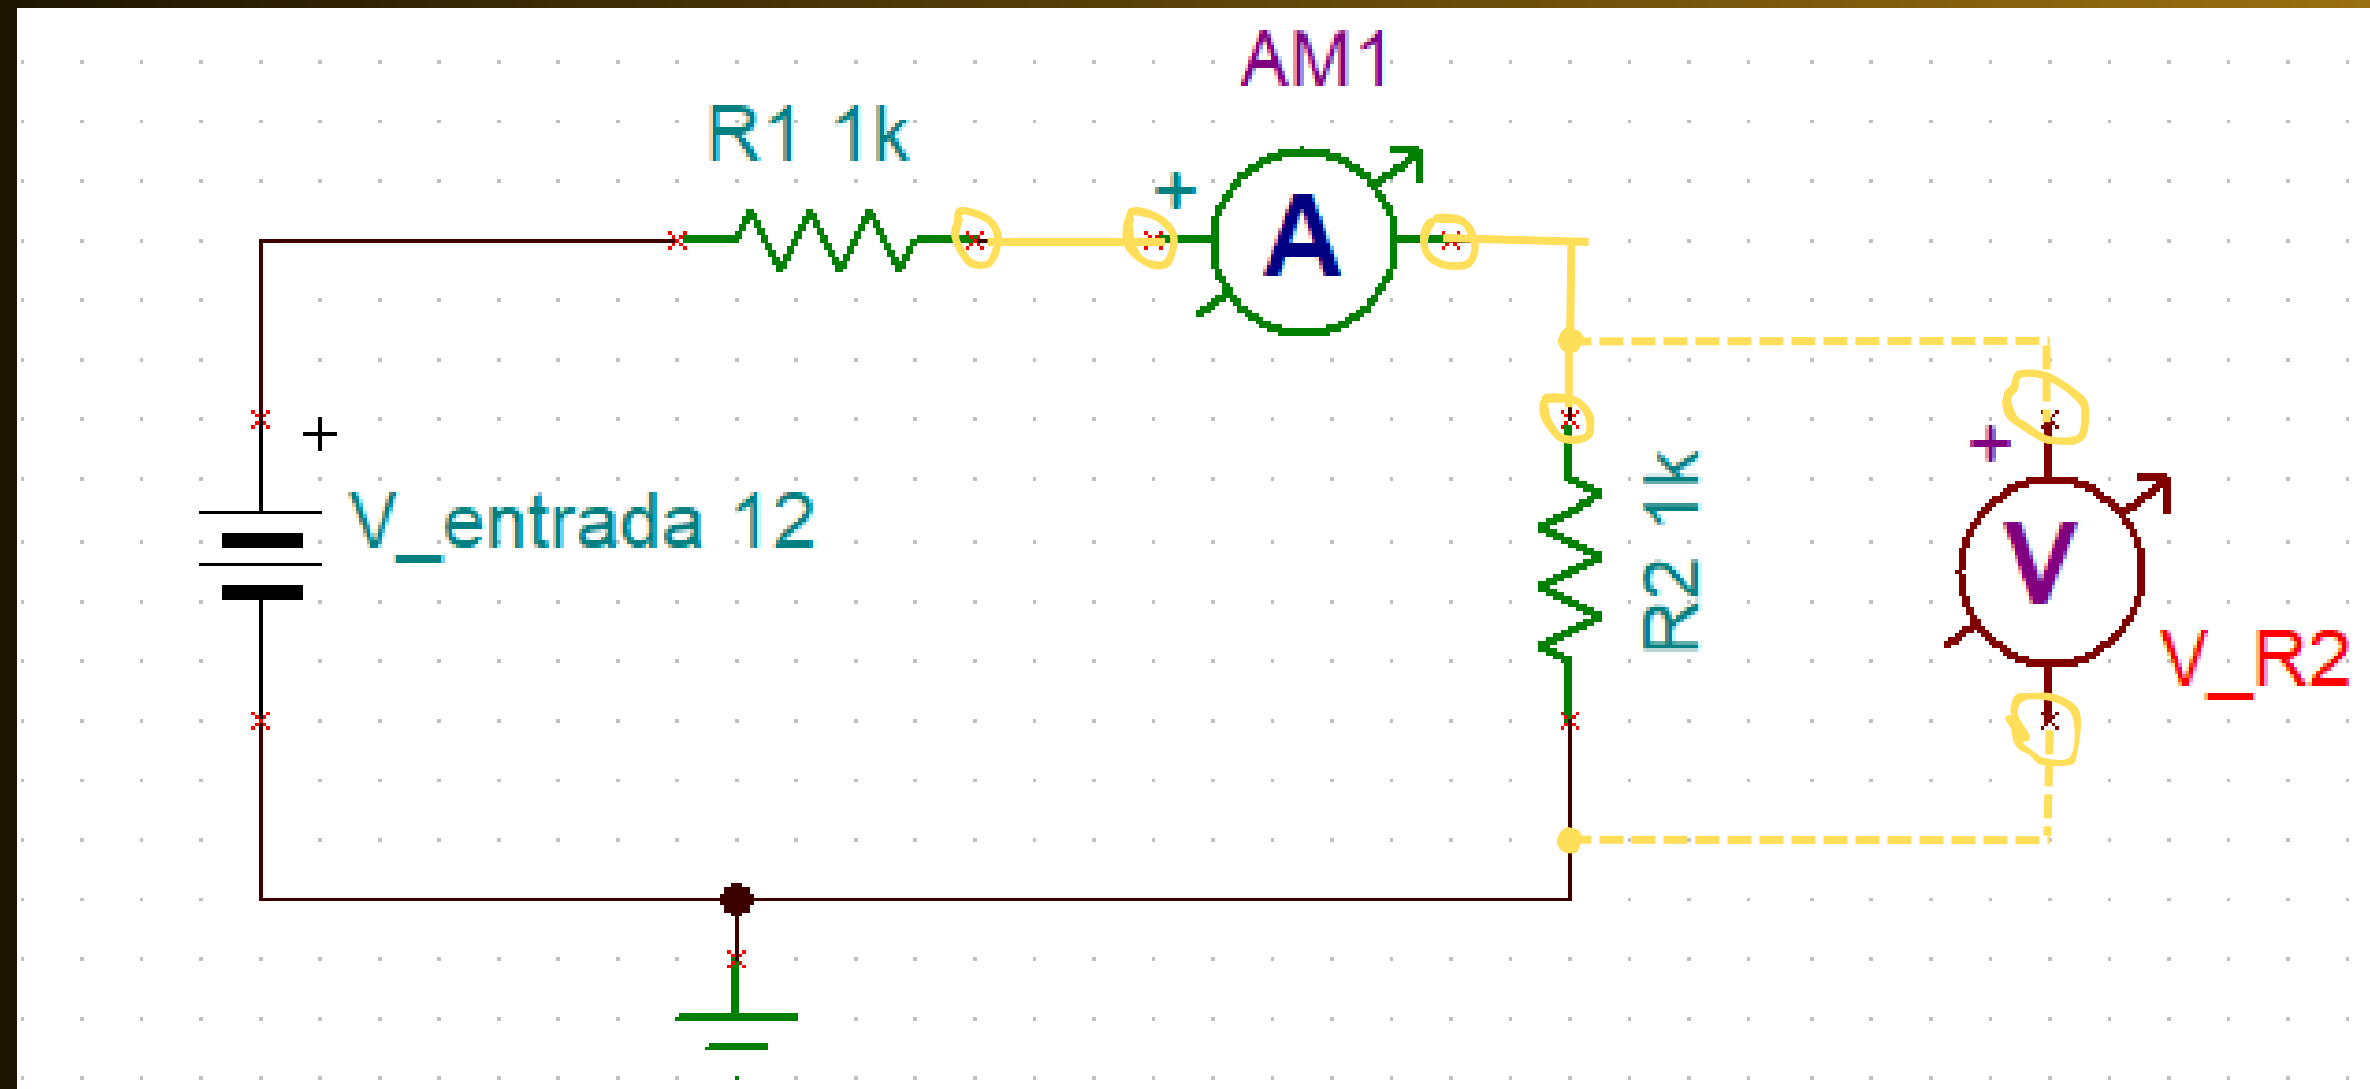 AM1
R1 1k
+
A
+
V_entrada 12
R2 1k
+
V
V_R2